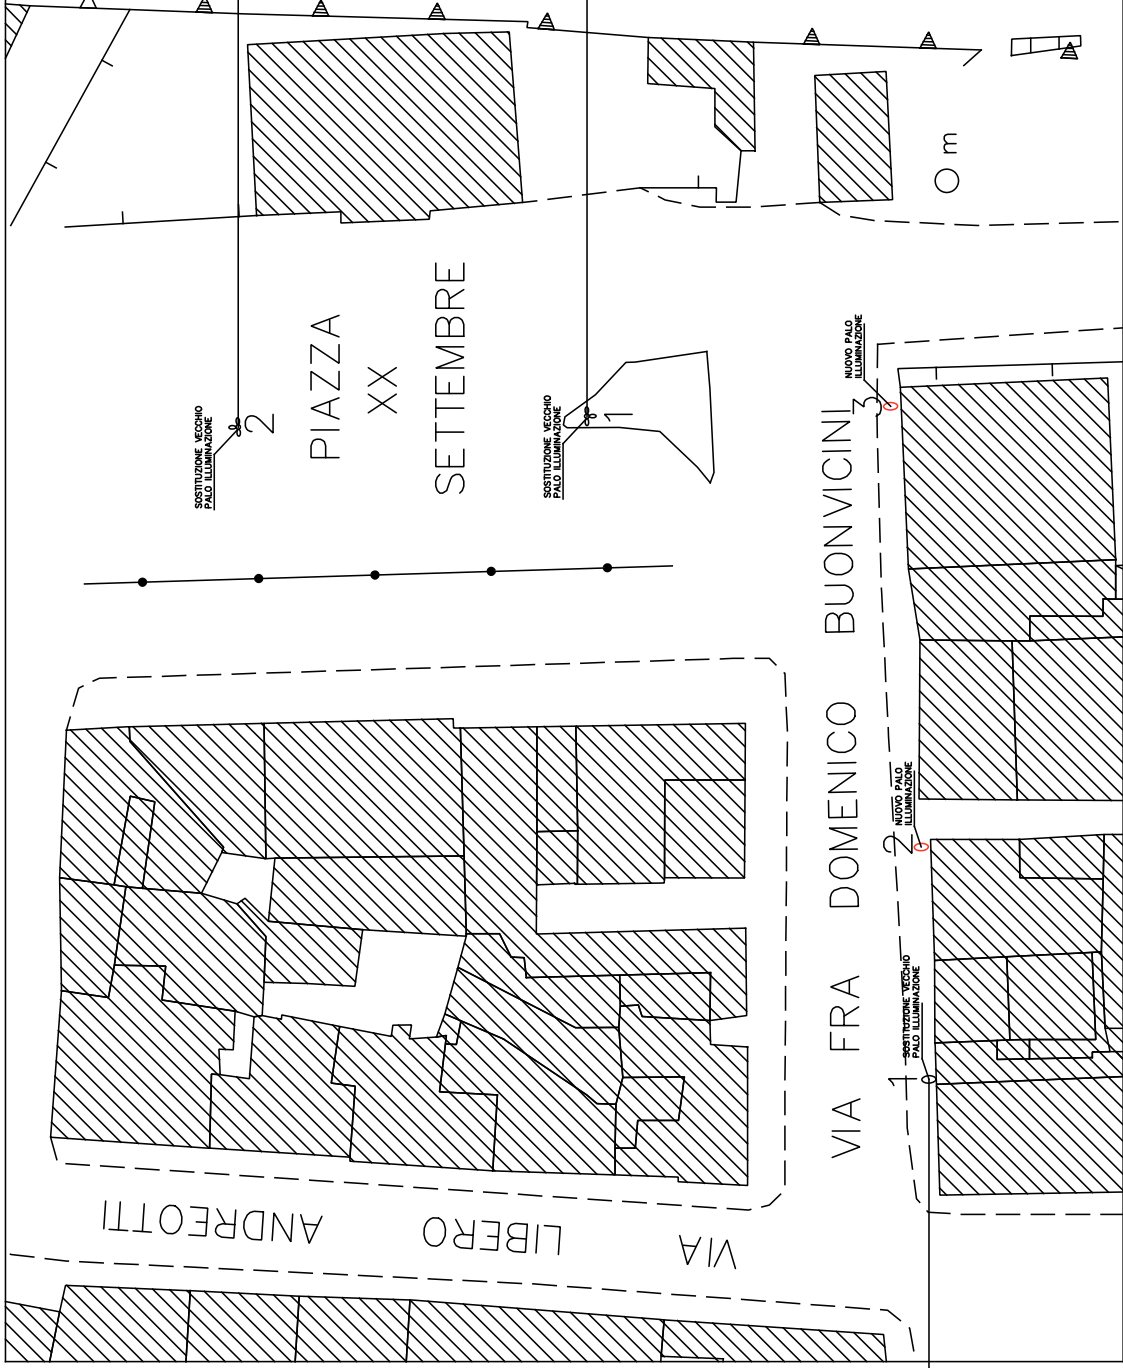 SOSTITUZIONE VECCHIO
PALO ILLUMINAZIONE
2
PIAZZA
XX
SETTEMBRE
SOSTITUZIONE VECCHIO
PALO ILLUMINAZIONE
1
NUOVO PALO
ILLUMINAZIONE
3
O m
VIA FRA DOMENICO BUONVICINI
NUOVO PALO
ILLUMINAZIONE
2
SOSTITUZIONE VECCHIO
PALO ILLUMINAZIONE
1
VIA LIBERO ANDREOTTI